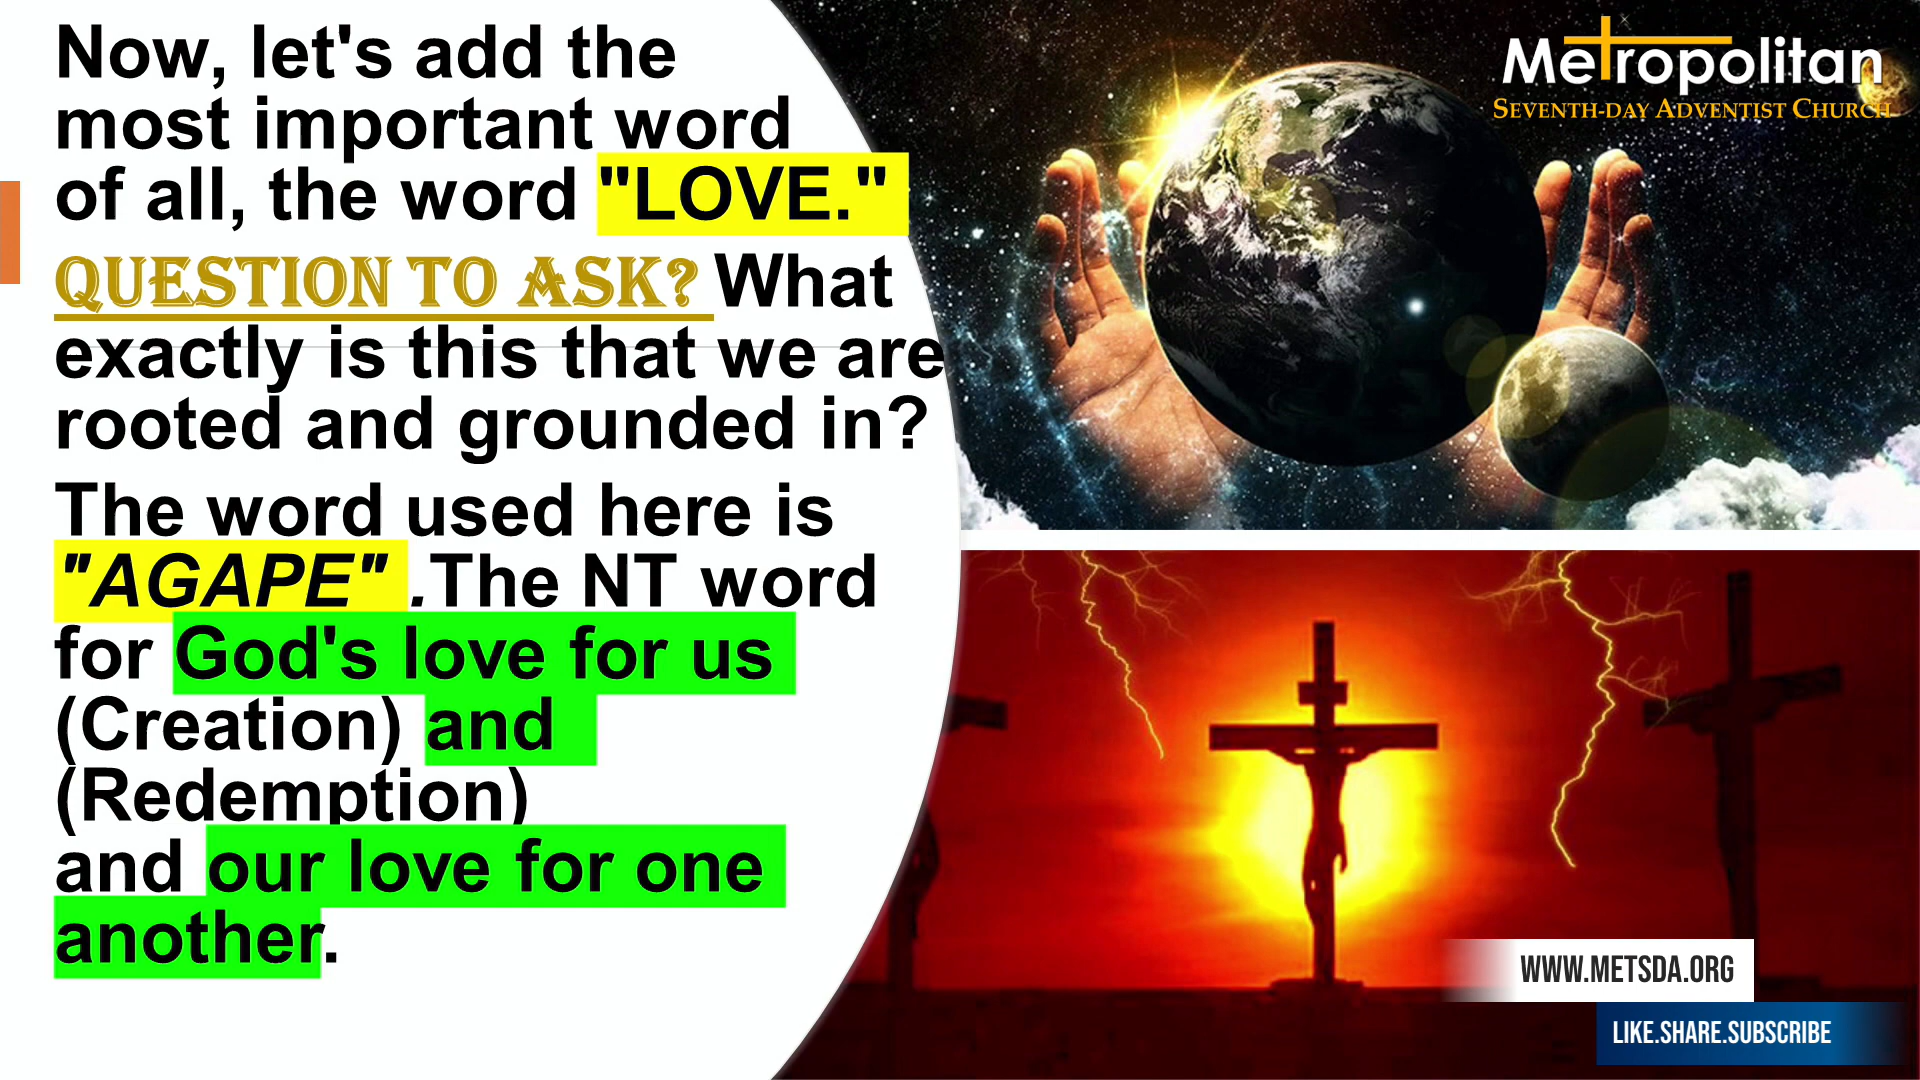 Now, let's add the
most important word
of all, the word "LOVE."
QUESTION TO ASK? What
exactly is this that we are
rooted and grounded in?
The word used here is
"AGAPE" .The NT word
for God's love for us
(Creation) and
(Redemption)
and our love for one
another.
Metropolitan
SEVENTH-DAY ADVENTIST CHURCH
WWW.METSDA.ORG
LIKE.SHARE.SUBSCRIBE